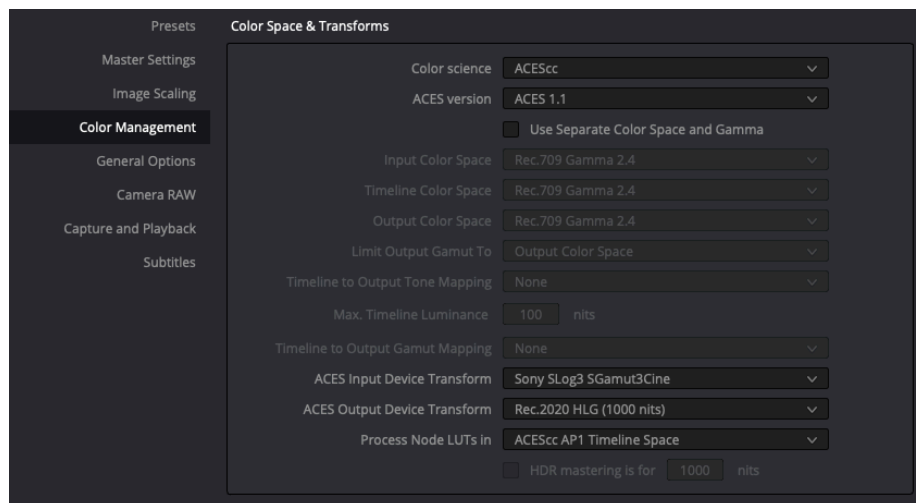 Presets
Master Settings
Image Scaling
Color Management
General Options
Camera RAW
Capture and Playback
Subtitles
Color Space & Transforms
Color science ACEScc
ACES version ACES 1.1
Use Separate Color Space and Gamma
Input Color Space Rec.709 Gamma 2.4
Timeline Color Space Rec.709 Gamma 2.4
Output Color Space Rec.709 Gamma 2.4
Limit Output Gamut To Output Color Space
Timeline to Output Tone Mapping None
Max. Timeline Luminance 100 nits
Timeline to Output Gamut Mapping None
ACES Input Device Transform Sony SLog3 SGamut3Cine
ACES Output Device Transform Rec.2020 HLG (1000 nits)
Process Node LUTs in ACEScc AP1 Timeline Space
HDR mastering is for 1000 nits